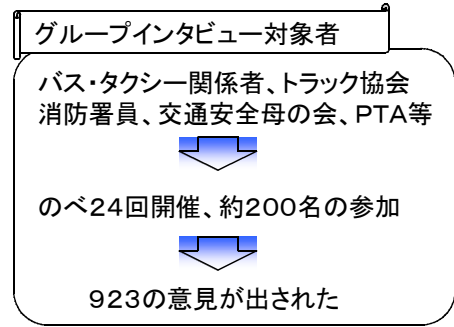 グループインタビュー対象者
バス・タクシー関係者、トラック協会
消防署員、交通安全母の会、PTA等
のべ24回開催、約200名の参加
923の意見が出された